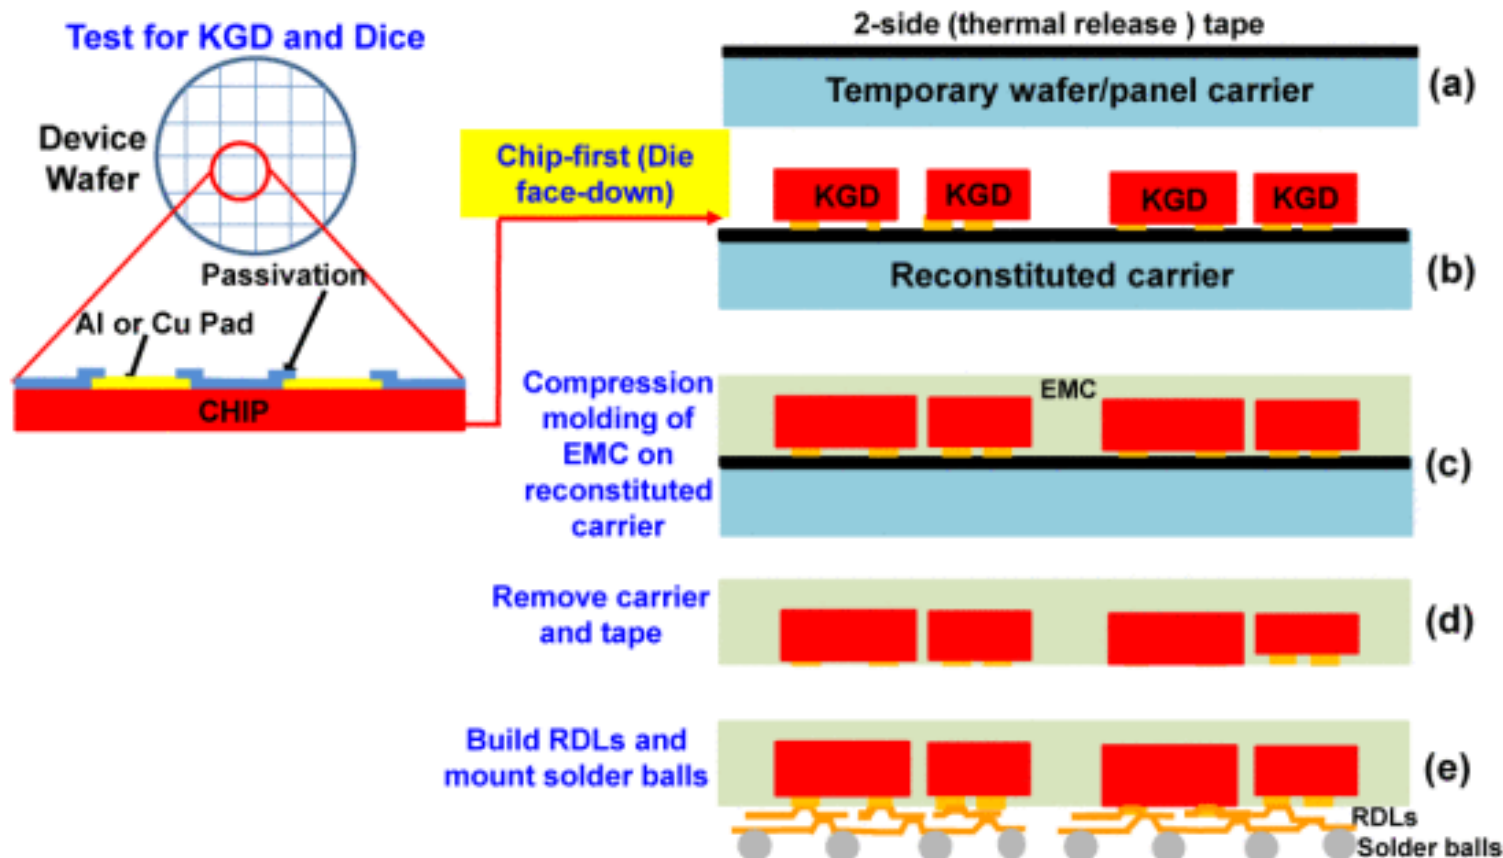 Test for KGD and Dice
Device
Wafer
Passivation
Al or Cu Pad
CHIP
Chip-first (Die
face-down)
2-side (thermal release ) tape
Temporary wafer/panel carrier
(a)
KGD
KGD
KGD
KGD
Reconstituted carrier
(b)
Compression
molding of
EMC on
reconstituted
carrier
EMC
(c)
Remove carrier
and tape
(d)
Build RDLs and
mount solder balls
(e)
RDLs
Solder balls